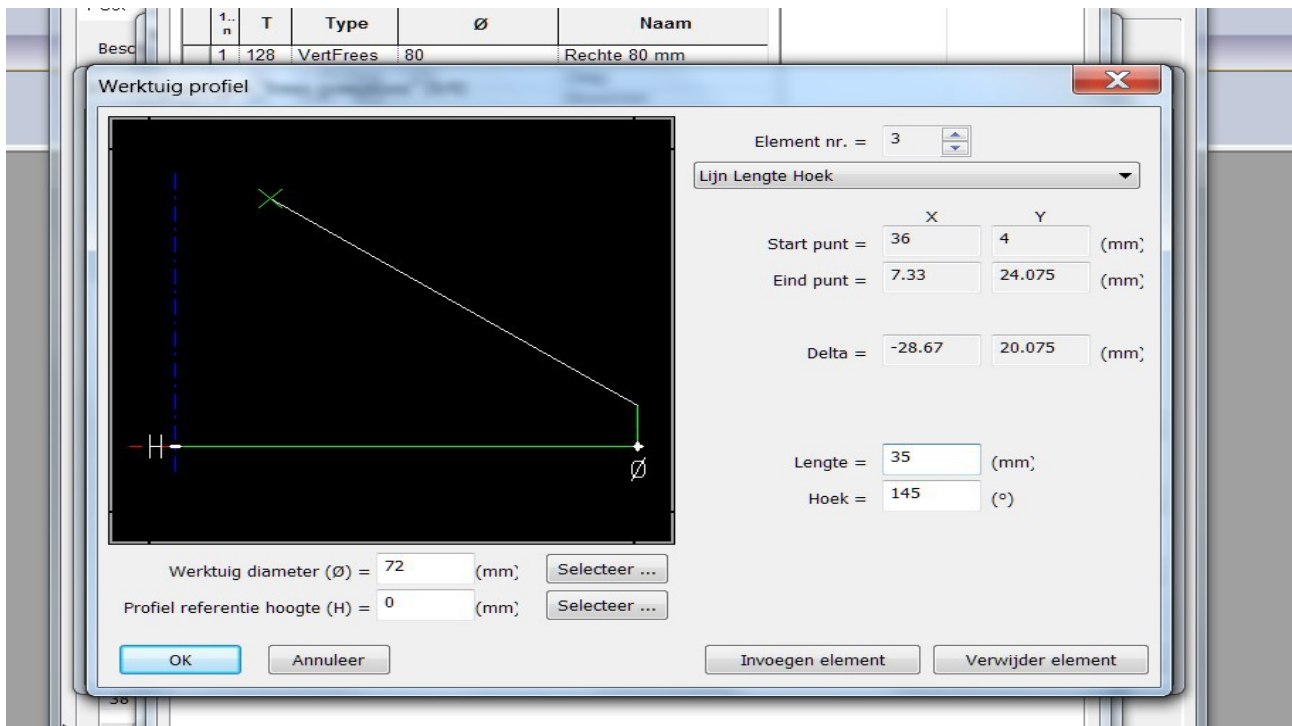 1..
n T Type Ø Naam
Besc
1 128 VertFrees 80 Rechte 80 mm
Werktuig profiel
Element nr. = 3
Lijn Lengte Hoek
X Y
Start punt = 36 4 (mm)
Eind punt = 7.33 24.075 (mm)
Delta = -28.67 20.075 (mm)
H
Ø
Lengte = 35 (mm)
Hoek = 145 (°)
Werktuig diameter (Ø) = 72 (mm) Selecteer ...
Profiel referentie hoogte (H) = 0 (mm) Selecteer ...
OK Annuleer Invoegen element Verwijder element
38